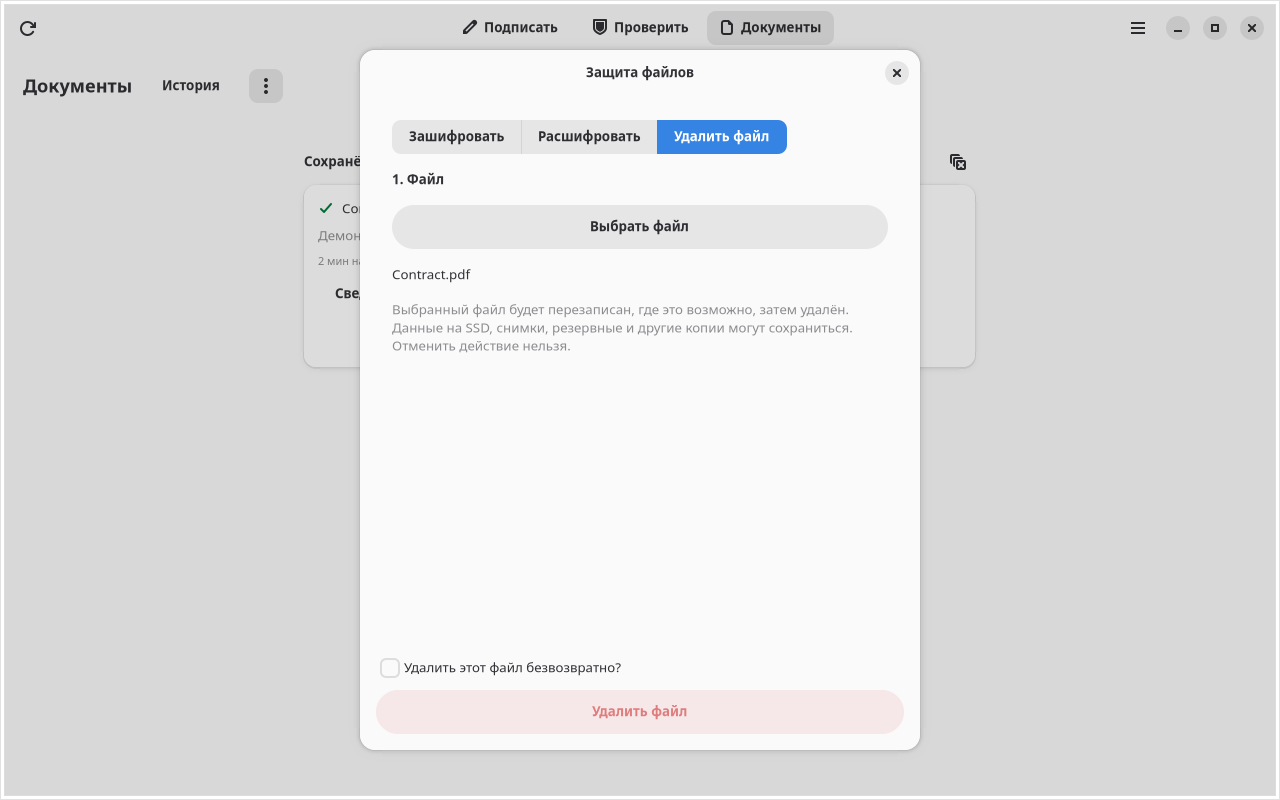 Подписать
Проверить
Документы
Документы
История
Защита файлов
Зашифровать
Расшифровать
Удалить файл
1. Файл
Выбрать файл
Contract.pdf
Выбранный файл будет перезаписан, где это возможно, затем удалён.
Данные на SSD, снимки, резервные и другие копии могут сохраниться.
Отменить действие нельзя.
2 мин
Удалить этот файл безвозвратно?
Удалить файл